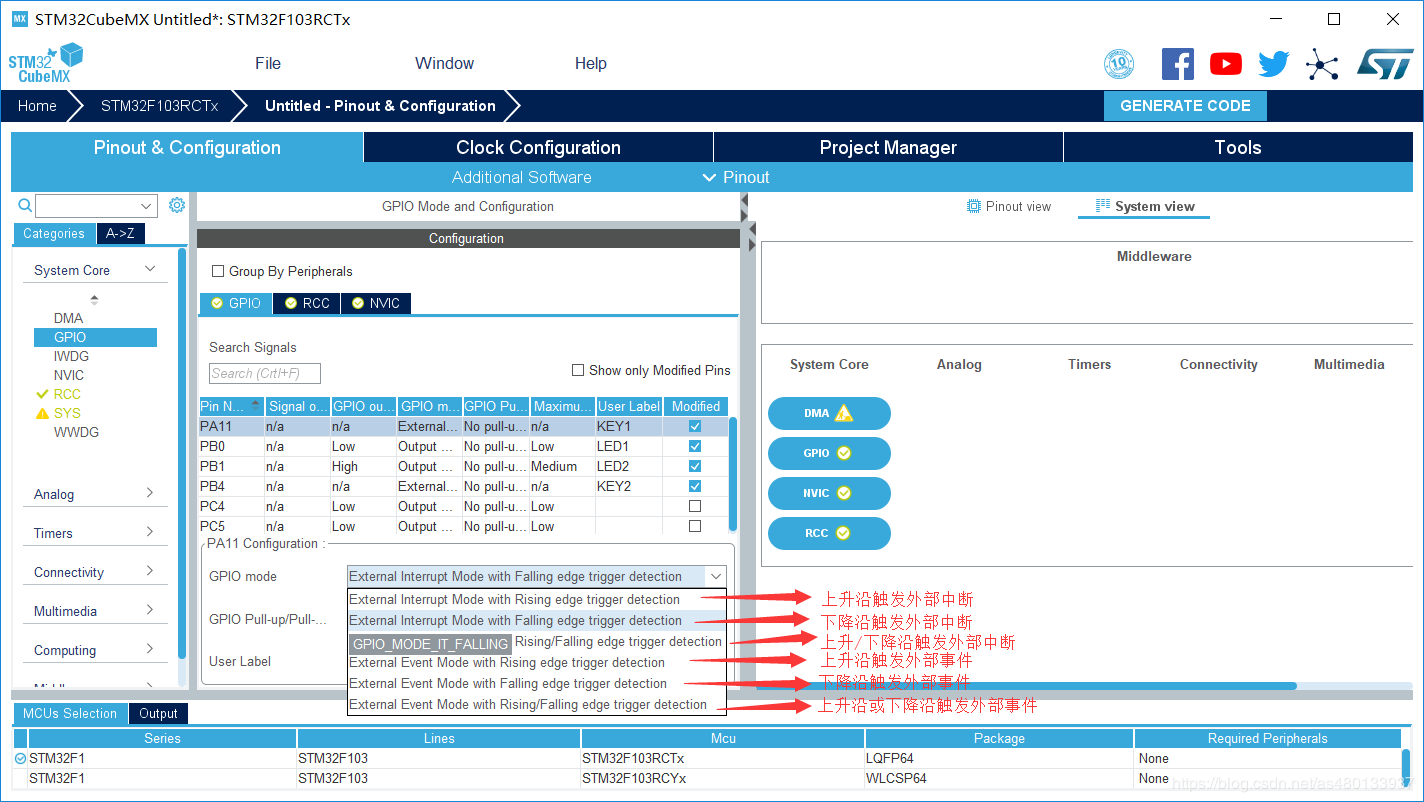 MX STM32CubeMX Untitled*: STM32F103RCTx
STM32 CubeMX
File Window Help
10
ST
Home STM32F103RCTx Untitled - Pinout & Configuration GENERATE CODE
Pinout & Configuration Clock Configuration Project Manager Tools
Additional Software Pinout
GPIO Mode and Configuration
Pinout view System view
Categories A->Z
Configuration
Middleware
System Core
Group By Peripherals
GPIO RCC NVIC
DMA
GPIO
IWDG
NVIC
RCC
SYS
WWDG
Analog
Timers
Connectivity
Multimedia
Computing
Search Signals
Search (Crtl+F)
Show only Modified Pins
Pin N... Signal o... GPIO ou... GPIO m... GPIO Pu... Maximu... User Label Modified
PA11 n/a n/a External... No pull-u... n/a KEY1
PB0 n/a Low Output ... No pull-u... Low LED1
PB1 n/a High Output ... No pull-u... Medium LED2
PB4 n/a n/a External... No pull-u... n/a KEY2
PC4 n/a Low Output ... No pull-u... Low
PC5 n/a Low Output ... No pull-u... Low
PA11 Configuration :
GPIO mode
External Interrupt Mode with Falling edge trigger detection
GPIO Pull-up/Pull-...
User Label
External Interrupt Mode with Rising edge trigger detection
External Interrupt Mode with Falling edge trigger detection
GPIO_MODE_IT_FALLING Rising/Falling edge trigger detection
External Event Mode with Rising edge trigger detection
External Event Mode with Falling edge trigger detection
External Event Mode with Rising/Falling edge trigger detection
上升沿触发外部中断
下降沿触发外部中断
上升/下降沿触发外部中断
上升沿触发外部事件
下降沿触发外部事件
上升沿或下降沿触发外部事件
System Core Analog Timers Connectivity Multimedia
DMA
GPIO
NVIC
RCC
MCUs Selection Output
Series Lines Mcu Package Required Peripherals
STM32F1 STM32F103 STM32F103RCTx LQFP64 None
STM32F1 STM32F103 STM32F103RCYx WLCSP64 None
https://blog.csdn.net/as480133937